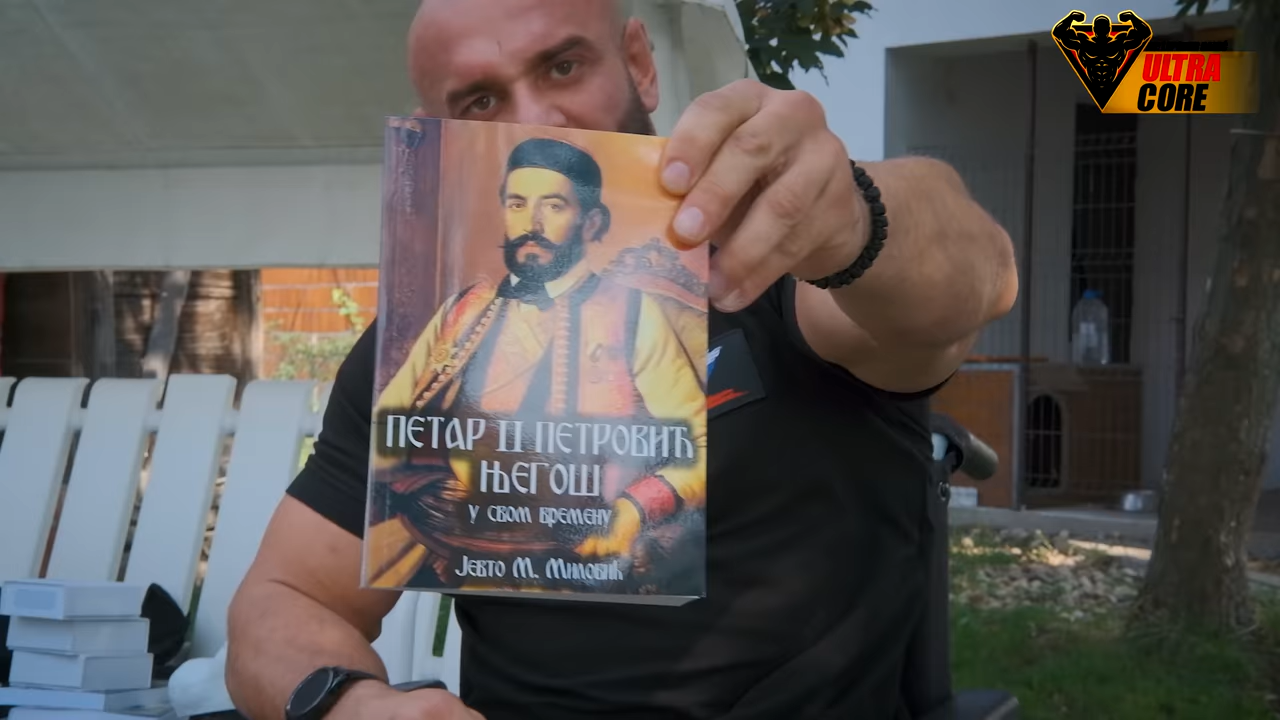 ULTRA
CORE
ПЕТАР II ПЕТРОВИЋ
ЊЕГОШ
у свом времену
Јевто М. Миловић